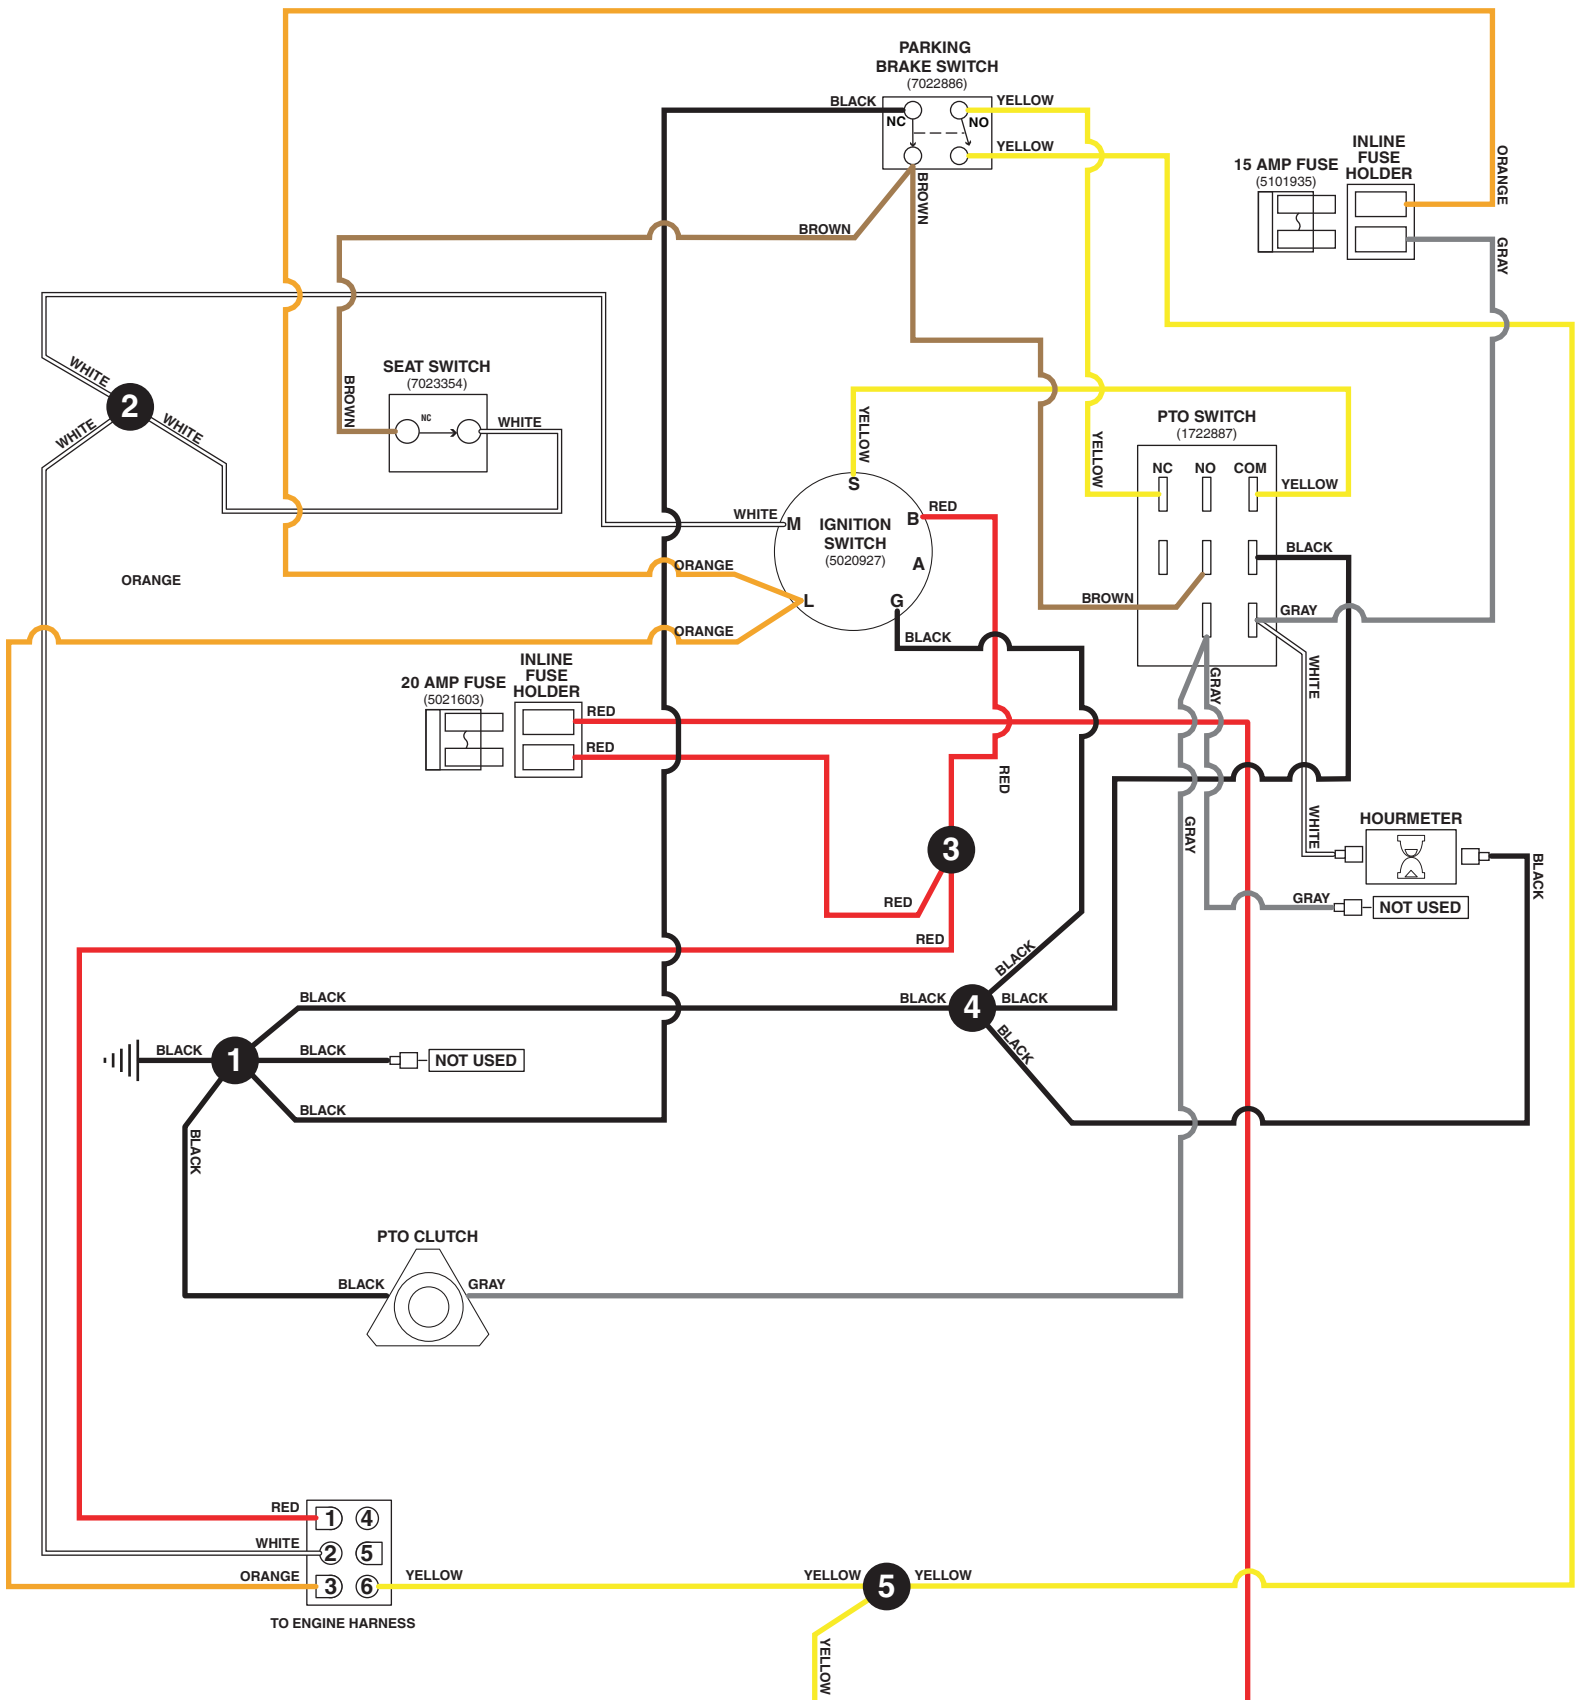 PARKING
BRAKE SWITCH
(7022886)
BLACK
YELLOW
NC
NO
YELLOW
BROWN
BROWN
15 AMP FUSE
(5101935)
INLINE
FUSE
HOLDER
ORANGE
GRAY
WHITE
2
WHITE
WHITE
SEAT SWITCH
(7023354)
BROWN
NC
WHITE
YELLOW
YELLOW
PTO SWITCH
(1722887)
NC
NO
COM
YELLOW
S
WHITE
M
IGNITION
SWITCH
(5020927)
B
RED
A
L
G
BLACK
ORANGE
ORANGE
ORANGE
BLACK
BROWN
GRAY
WHITE
GRAY
20 AMP FUSE
(5021603)
INLINE
FUSE
HOLDER
RED
RED
RED
3
RED
RED
GRAY
WHITE
HOURMETER
BLACK
GRAY
NOT USED
BLACK
BLACK
4
BLACK
BLACK
BLACK
BLACK
1
BLACK
NOT USED
BLACK
BLACK
PTO CLUTCH
BLACK
GRAY
RED
1
4
WHITE
2
5
ORANGE
3
6
YELLOW
TO ENGINE HARNESS
YELLOW
5
YELLOW
YELLOW